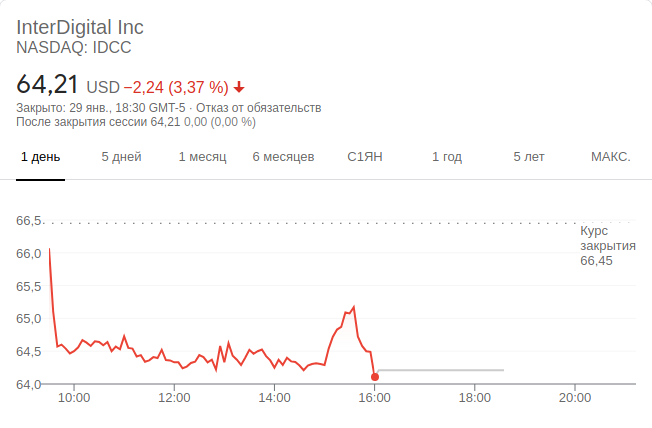 InterDigital Inc
NASDAQ: IDCC
64,21 USD −2,24 (3,37 %)
Закрыто: 29 янв., 18:30 GMT-5 · Отказ от обязательств
После закрытия сессии 64,21 0,00 (0,00 %)
1 день 5 дней 1 месяц 6 месяцев С1ЯН 1 год 5 лет МАКС.
66,5
Курс
закрытия
66,45
66,0
65,5
65,0
64,5
64,0
10:00 12:00 14:00 16:00 18:00 20:00